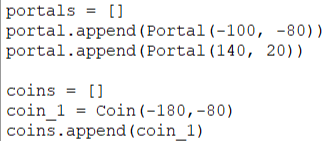 portals = []
portal.append(Portal(-100, -80))
portal.append(Portal(140, 20))
coins = []
coin_1 = Coin(-180,-80)
coins.append(coin_1)